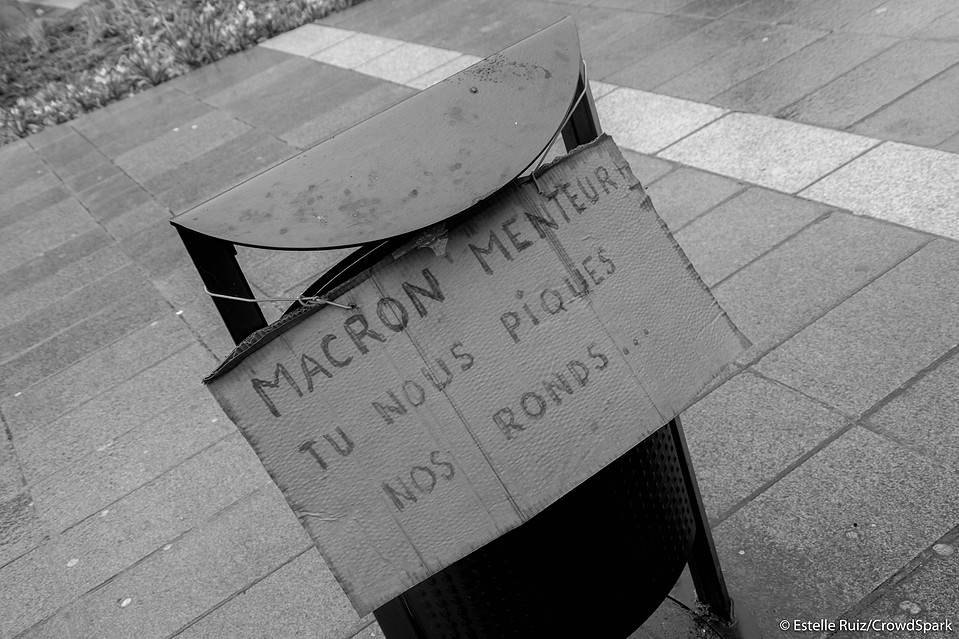 MACRON MENTEUR!
TU NOUS PIQUES
NOS RONDS...
© Estelle Ruiz/CrowdSpark